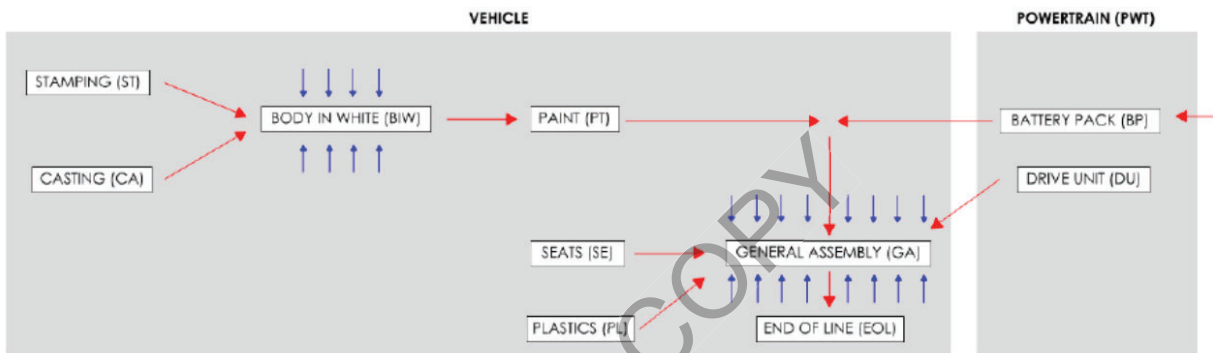 VEHICLE
POWERTRAIN (PWT)
STAMPING (ST)
BODY IN WHITE (BIW)
PAINT (PT)
BATTERY PACK (BP)
CASTING (CA)
DRIVE UNIT (DU)
SEATS (SE)
GENERAL ASSEMBLY (GA)
PLASTICS (PL)
END OF LINE (EOL)
COPY